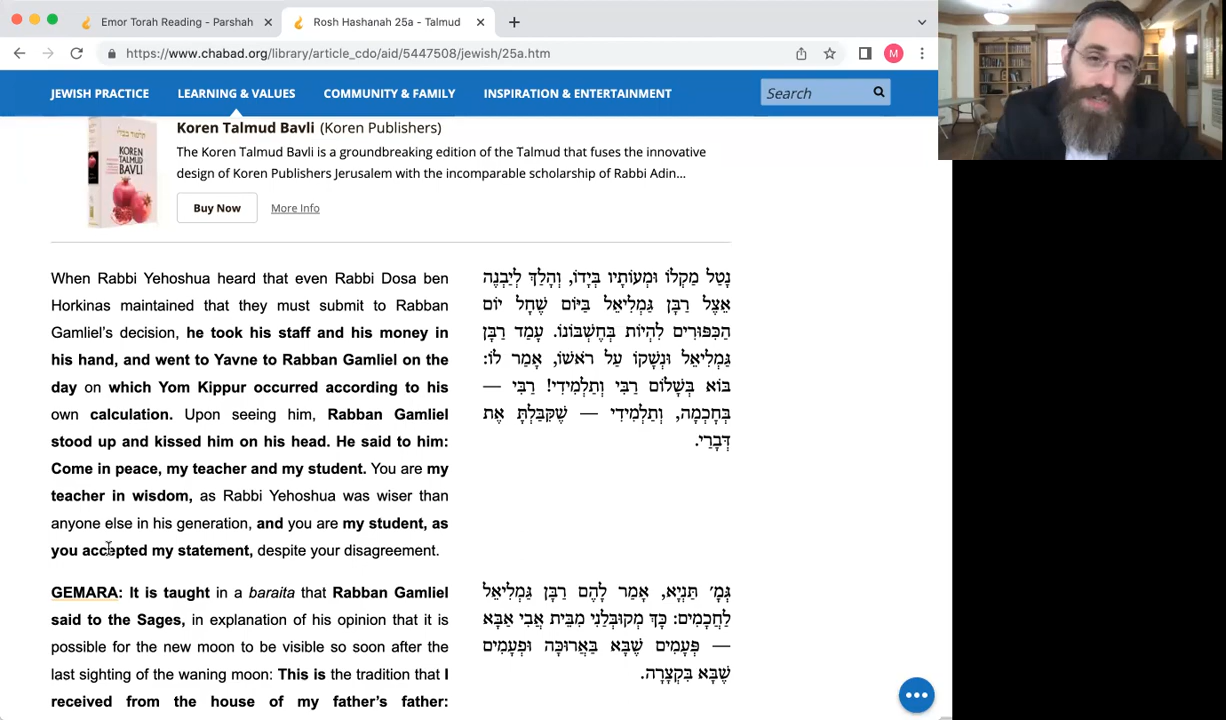 Emor Torah Reading - Parshah
Rosh Hashanah 25a - Talmud
https://www.chabad.org/library/article_cdo/aid/5447508/jewish/25a.htm
M
JEWISH PRACTICE LEARNING & VALUES COMMUNITY & FAMILY INSPIRATION & ENTERTAINMENT Search
Koren Talmud Bavli (Koren Publishers)
The Koren Talmud Bavli is a groundbreaking edition of the Talmud that fuses the innovative
design of Koren Publishers Jerusalem with the incomparable scholarship of Rabbi Adin...
KOREN
TALMUD
BAVLI
Buy Now More Info
When Rabbi Yehoshua heard that even Rabbi Dosa ben
Horkinas maintained that they must submit to Rabban
Gamliel's decision, he took his staff and his money in
his hand, and went to Yavne to Rabban Gamliel on the
day on which Yom Kippur occurred according to his
own calculation. Upon seeing him, Rabban Gamliel
stood up and kissed him on his head. He said to him:
Come in peace, my teacher and my student. You are my
teacher in wisdom, as Rabbi Yehoshua was wiser than
anyone else in his generation, and you are my student, as
you accepted my statement, despite your disagreement.
נָטַל מַקְלוֹ וּמְעוֹתָיו בְּיָדוֹ, וְהָלַךְ לְיַבְנֶה
אֵצֶל רַבָּן גַּמְלִיאֵל בַּיּוֹם שֶׁחָל יוֹם
הַכִּפּוּרִים לִהְיוֹת בְּחֶשְׁבּוֹנוֹ. עָמַד רַבָּן
גַּמְלִיאֵל וּנְשָׁקוֹ עַל רֹאשׁוֹ, אָמַר לוֹ:
בּוֹא בְּשָׁלוֹם רַבִּי וְתַלְמִידִי! רַבִּי —
בְּחׇכְמָה, וְתַלְמִידִי — שֶׁקִּבַּלְתָּ אֶת
דְּבָרַי.
GEMARA: It is taught in a baraita that Rabban Gamliel
said to the Sages, in explanation of his opinion that it is
possible for the new moon to be visible so soon after the
last sighting of the waning moon: This is the tradition that I
received from the house of my father's father:
גְּמָ׳ תַּנְיָא, אָמַר לָהֶם רַבָּן גַּמְלִיאֵל
לַחֲכָמִים: כָּךְ מְקוּבְּלַנִי מִבֵּית אֲבִי אַבָּא
— פְּעָמִים שֶׁבָּא בַּאֲרוּכָּה וּפְעָמִים
שֶׁבָּא בִּקְצָרָה.